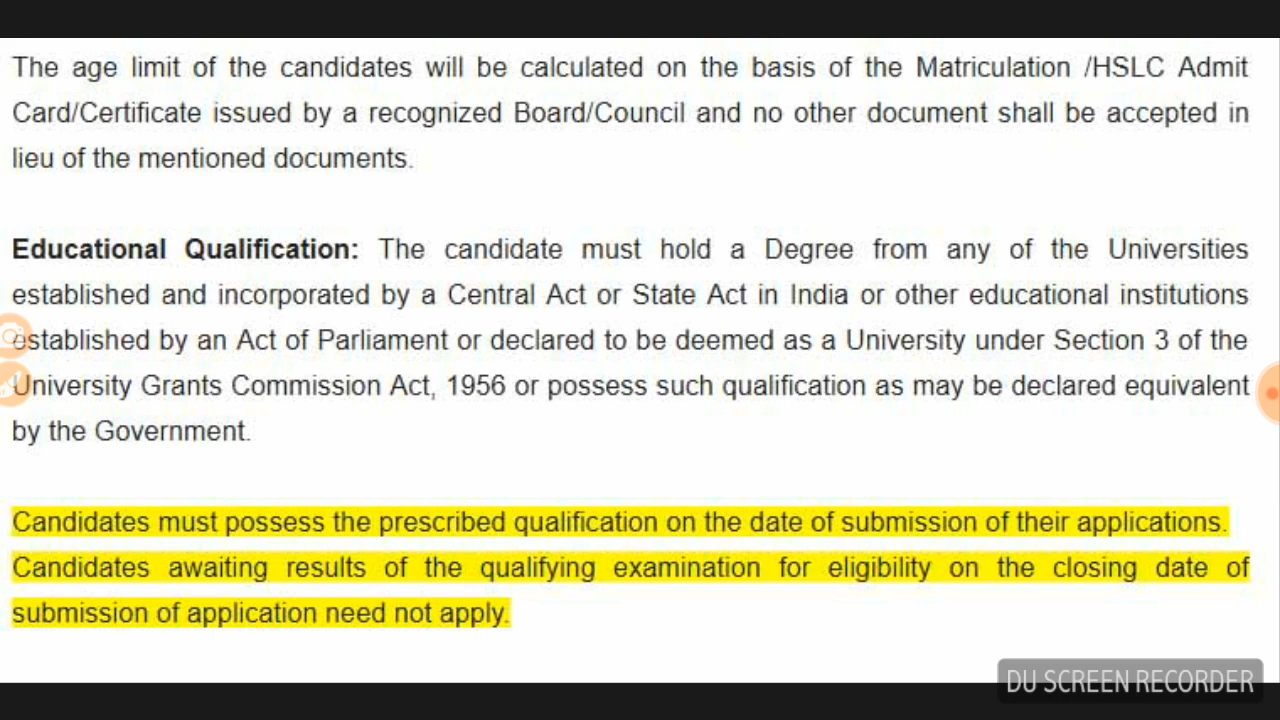 The age limit of the candidates will be calculated on the basis of the Matriculation /HSLC Admit
Card/Certificate issued by a recognized Board/Council and no other document shall be accepted in
lieu of the mentioned documents.
Educational Qualification: The candidate must hold a Degree from any of the Universities
established and incorporated by a Central Act or State Act in India or other educational institutions
established by an Act of Parliament or declared to be deemed as a University under Section 3 of the
University Grants Commission Act, 1956 or possess such qualification as may be declared equivalent
by the Government.
Candidates must possess the prescribed qualification on the date of submission of their applications.
Candidates awaiting results of the qualifying examination for eligibility on the closing date of
submission of application need not apply.
DU SCREEN RECORDER